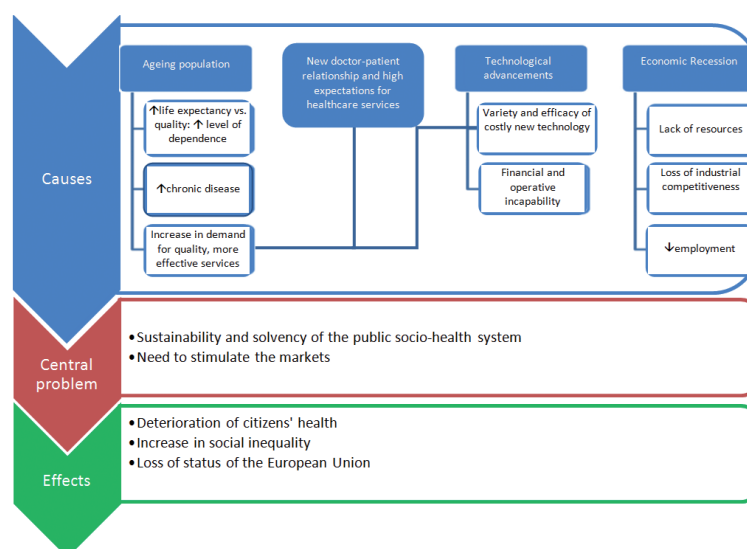 Causes
Ageing population
↑life expectancy vs.
quality: ↑ level of
dependence
↑chronic disease
Increase in demand
for quality, more
effective services
New doctor-patient
relationship and high
expectations for
healthcare services
Technological
advancements
Variety and efficacy of
costly new technology
Financial and
operative
incapability
Economic Recession
Lack of resources
Loss of industrial
competitiveness
↓employment
Central
problem
•Sustainability and solvency of the public socio-health system
•Need to stimulate the markets
Effects
•Deterioration of citizens' health
•Increase in social inequality
•Loss of status of the European Union